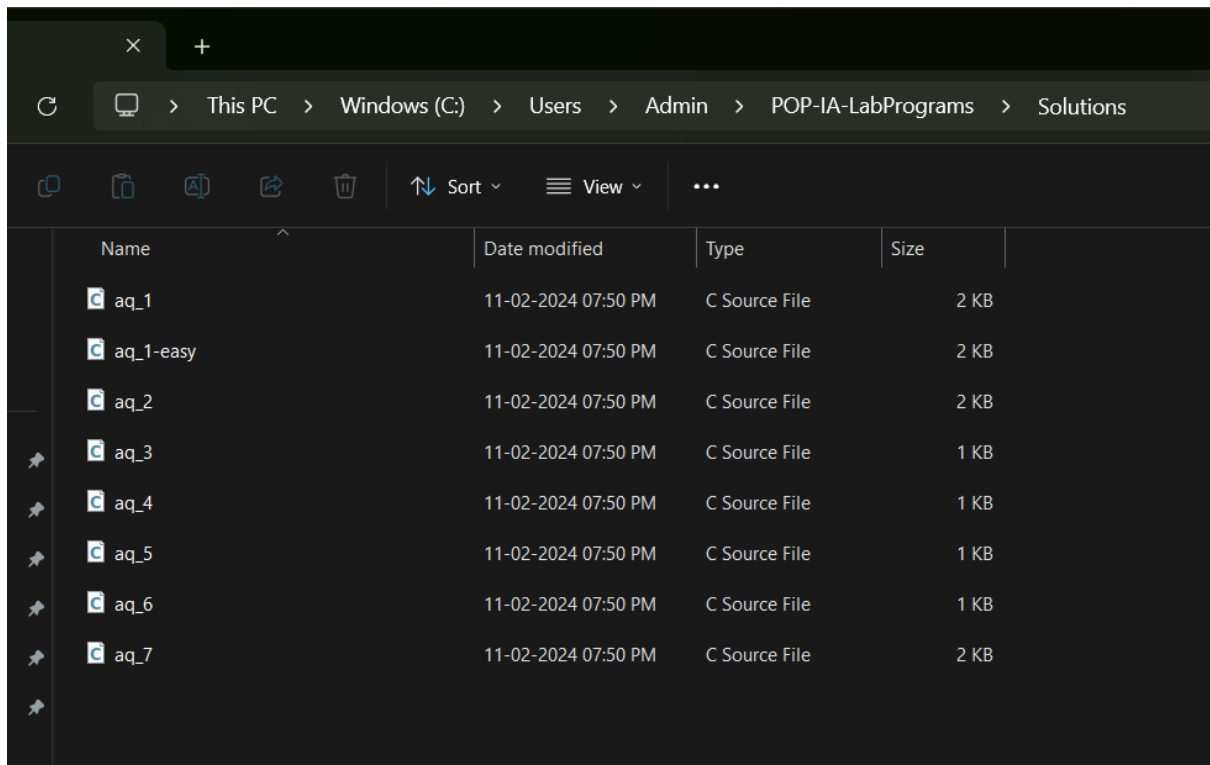 This PC > Windows (C:) > Users > Admin > POP-IA-LabPrograms > Solutions
Sort View
Name Date modified Type Size
aq_1 11-02-2024 07:50 PM C Source File 2 KB
aq_1-easy 11-02-2024 07:50 PM C Source File 2 KB
aq_2 11-02-2024 07:50 PM C Source File 2 KB
aq_3 11-02-2024 07:50 PM C Source File 1 KB
aq_4 11-02-2024 07:50 PM C Source File 1 KB
aq_5 11-02-2024 07:50 PM C Source File 1 KB
aq_6 11-02-2024 07:50 PM C Source File 1 KB
aq_7 11-02-2024 07:50 PM C Source File 2 KB